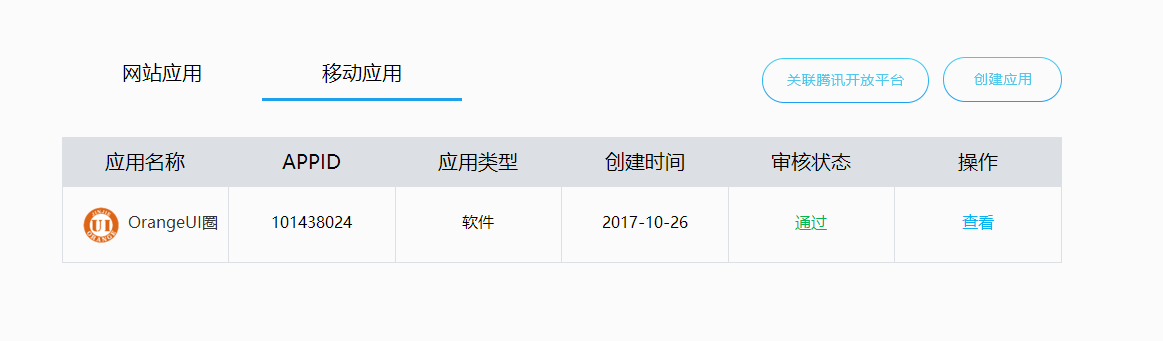 网站应用 移动应用 关联腾讯开放平台 创建应用
应用名称 APPID 应用类型 创建时间 审核状态 操作
UI
ORANGE
OrangeUI圈 101438024 软件 2017-10-26 通过 查看